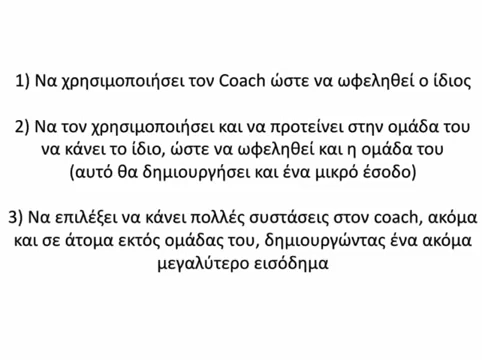 1) Να χρησιμοποιήσει τον Coach ώστε να ωφεληθεί ο ίδιος
2) Να τον χρησιμοποιήσει και να προτείνει στην ομάδα του
να κάνει το ίδιο, ώστε να ωφεληθεί και η ομάδα του
(αυτό θα δημιουργήσει και ένα μικρό έσοδο)
3) Να επιλέξει να κάνει πολλές συστάσεις στον coach, ακόμα
και σε άτομα εκτός ομάδας του, δημιουργώντας ένα ακόμα
μεγαλύτερο εισόδημα